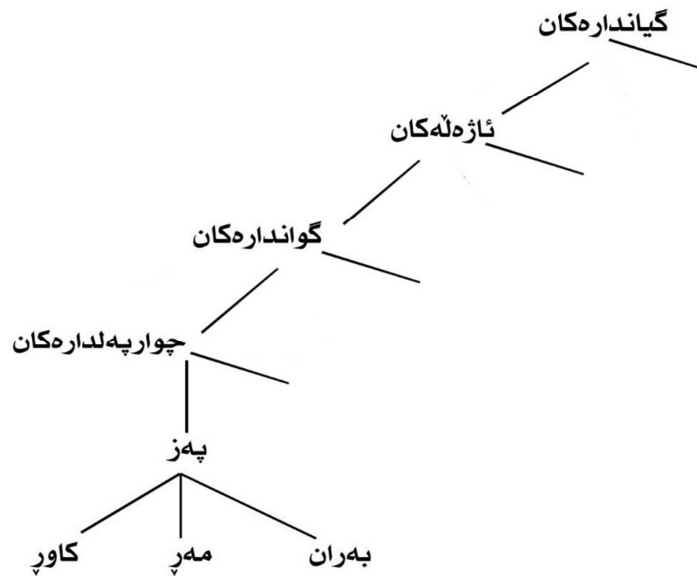 گیاندارەکان
ئاژەڵەکان
گواندارەکان
چوارپەلدارەکان
پەز
بەران مەڕ کاوڕ